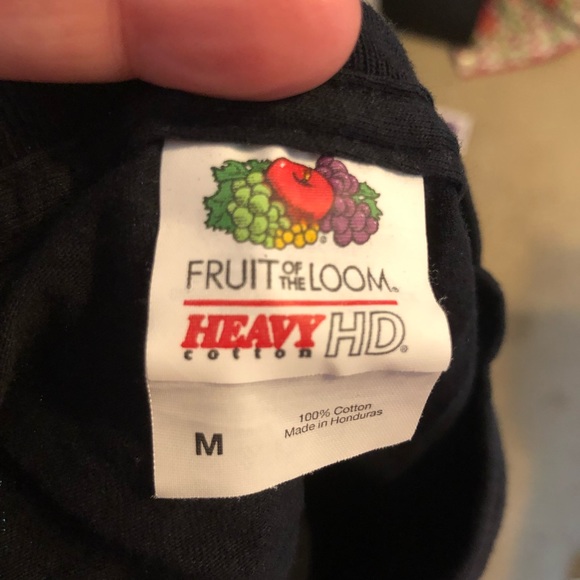 FRUIT OF THE LOOM®
HEAVY HD®
cotton
M
100% Cotton
Made in Honduras